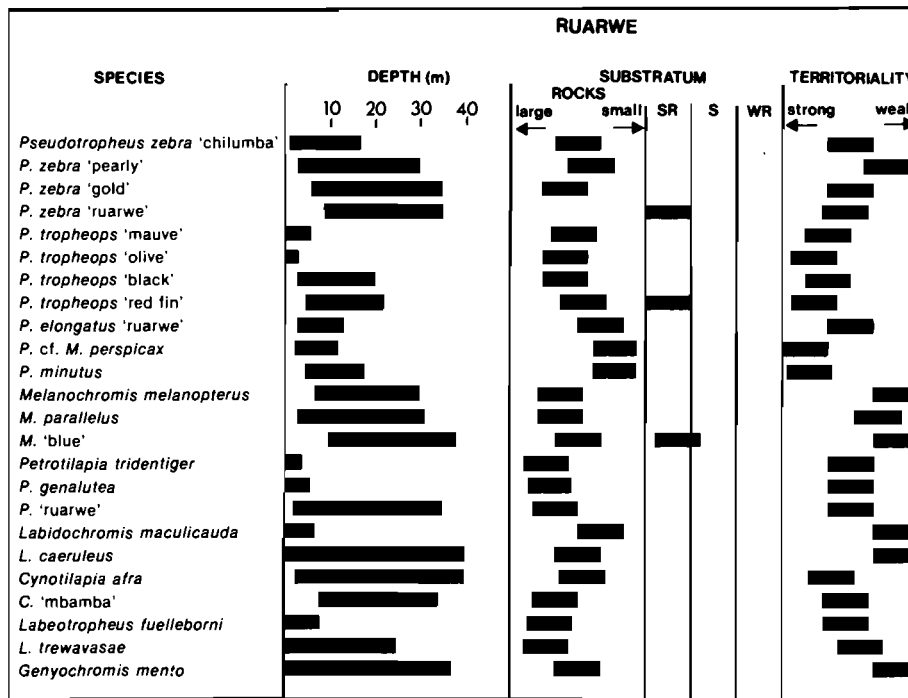 RUARWE
SPECIES DEPTH (m) SUBSTRATUM TERRITORIALITY
ROCKS
10 20 30 40 large small SR S WR strong weak
Pseudotropheus zebra 'chilumba'
P. zebra 'pearly'
P. zebra 'gold'
P. zebra 'ruarwe'
P. tropheops 'mauve'
P. tropheops 'olive'
P. tropheops 'black'
P. tropheops 'red fin'
P. elongatus 'ruarwe'
P. cf. M. perspicax
P. minutus
Melanochromis melanopterus
M. parallelus
M. 'blue'
Petrotilapia tridentiger
P. genalutea
P. 'ruarwe'
Labidochromis maculicauda
L. caeruleus
Cynotilapia afra
C. 'mbamba'
Labeotropheus fuelleborni
L. trewavasae
Genyochromis mento